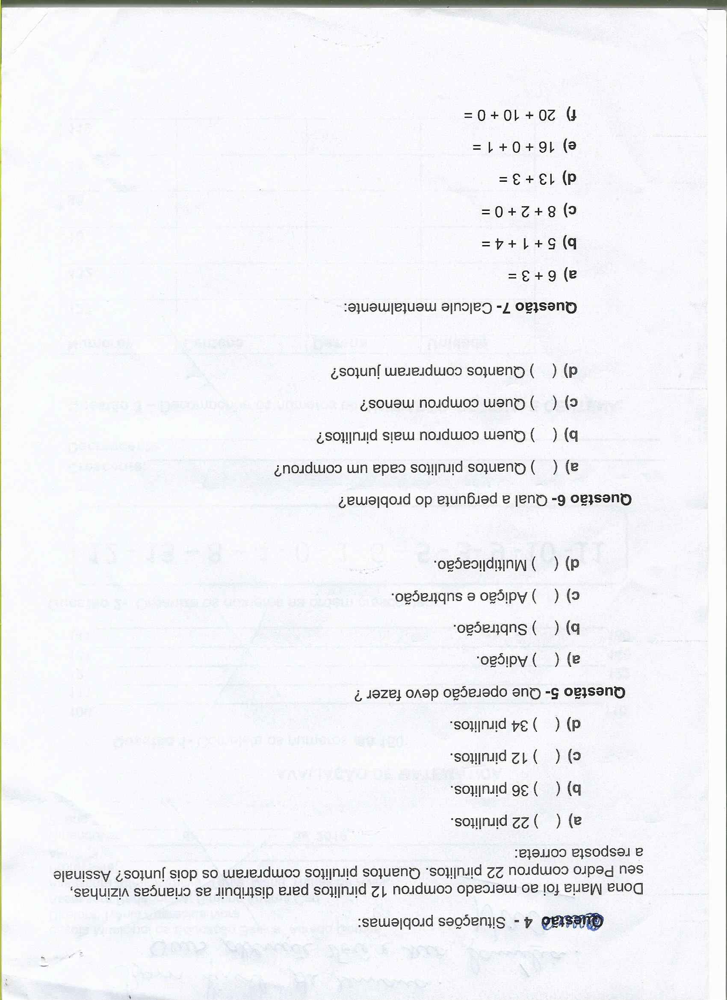 Questão 4 - Situações problemas:
Dona Maria foi ao mercado comprou 12 pirulitos para distribuir as crianças vizinhas,
seu Pedro comprou 22 pirulitos. Quantos pirulitos compraram os dois juntos? Assinale
a resposta correta:
a) ( ) 22 pirulitos.
b) ( ) 36 pirulitos.
c) ( ) 12 pirulitos.
d) ( ) 34 pirulitos.
Questão 5- Que operação devo fazer ?
a) ( ) Adição.
b) ( ) Subtração.
c) ( ) Adição e subtração.
d) ( ) Multiplicação.
Questão 6- Qual a pergunta do problema?
a) ( ) Quantos pirulitos cada um comprou?
b) ( ) Quem comprou mais pirulitos?
c) ( ) Quem comprou menos?
d) ( ) Quantos compraram juntos?
Questão 7- Calcule mentalmente:
a) 6 + 3 =
b) 5 + 1 + 4 =
c) 8 + 2 + 0 =
d) 13 + 3 =
e) 16 + 0 + 1 =
f) 20 + 10 + 0 =